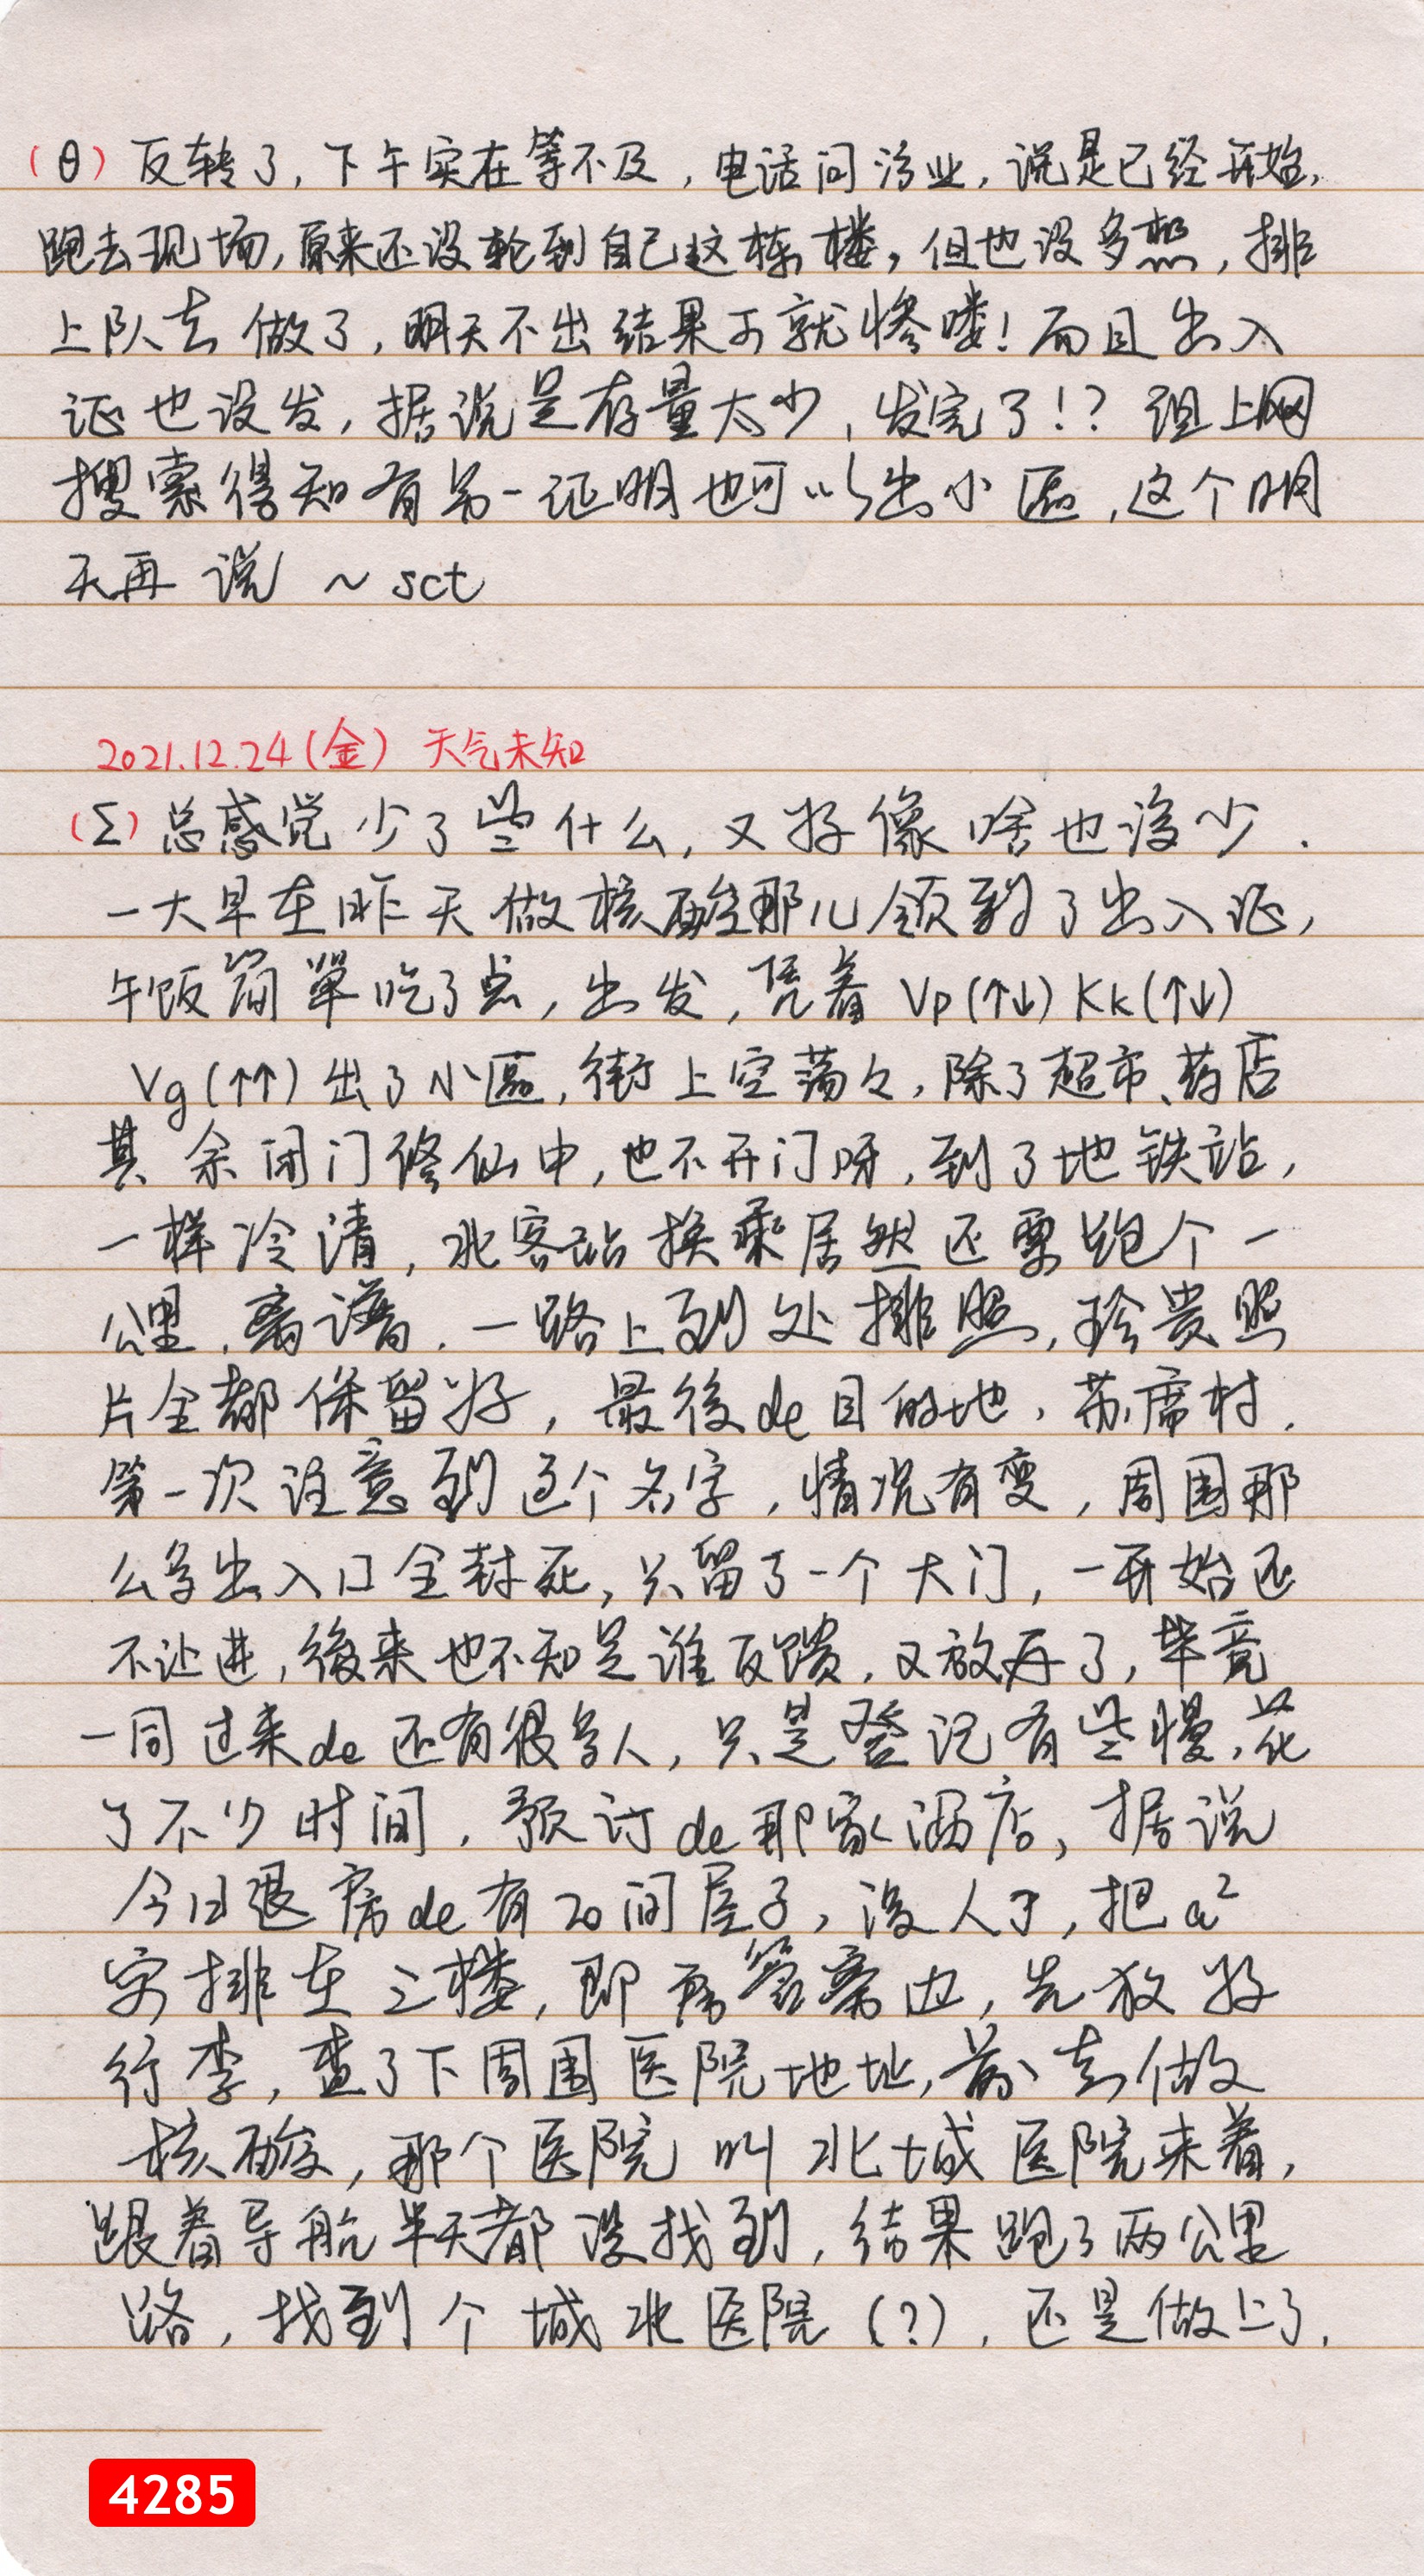 (θ) 反转了，下午实在等不及，电话问物业，说是已经开始，
跑去现场，原来还没轮到自己这栋楼，但也没多想，排
上队去做了，明天不出结果可就惨喽！而且出入
证也没发，据说是存量太少，发完了！？但上网
搜索得知有另一证明也可以出小區，这个明
天再说 ~ sct
2021.12.24(金) 天气未知
(Σ) 总感觉少了些什么，又好像啥也没少.
一大早在昨天做核酸那儿领到了出入证，
午饭简單吃了点，出发，凭着 Vp(↑↓) Kk(↑↓)
Vg(↑↑) 出了小區，街上空荡々，除了超市、药店
其余闭门修仙中，也不开门呀，到了地铁站，
一样冷清，北客站换乘居然还要跑个一
公里，离谱，一路上到处排照，珍贵照
片全都保留好，最後de目的地，苏席村.
第一次注意到这个名字，情况有变，周围那
么多出入口全封死，只留了一个大门，一开始还
不让进，後来也不知是谁反馈，又放开了，毕竟
一同过来de还有很多人，只是登记有些慢，花
了不少时间，预订de那家酒店，据说
今日退房de有20间屋子，没人了，把a²
安排在三楼，即房管旁边，先放好
行李，查了下周围医院地址，前去做
核酸，那个医院叫北城医院来着，
跟着导航半天都没找到，结果跑了两公里
路，找到个城北医院(?)，还是做上了，
4285